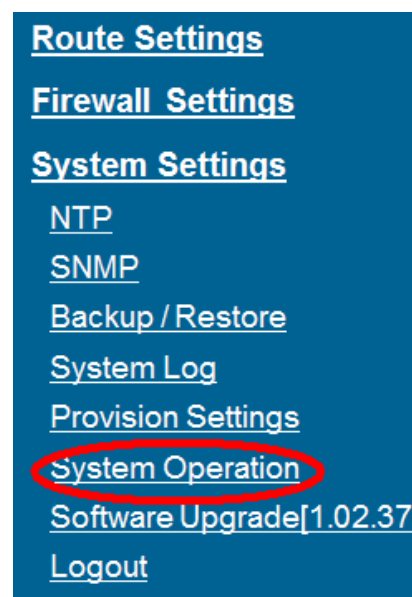 Route Settings
Firewall Settings
System Settings
NTP
SNMP
Backup / Restore
System Log
Provision Settings
System Operation
Software Upgrade[1.02.37
Logout